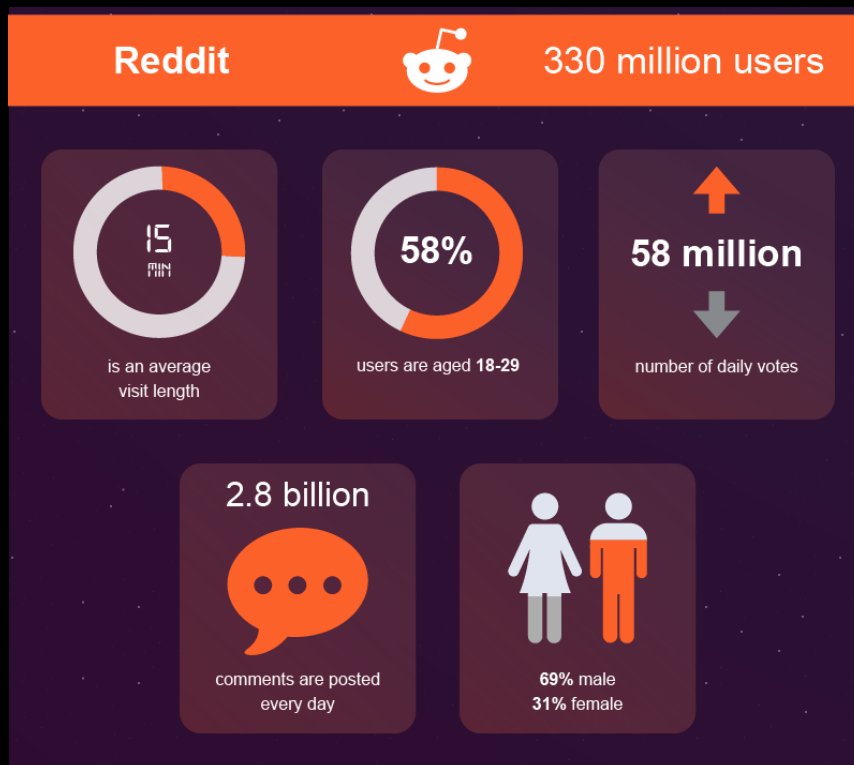 Reddit 330 million users
15
MIN
is an average
visit length
58%
users are aged 18-29
58 million
number of daily votes
2.8 billion
comments are posted
every day
69% male
31% female